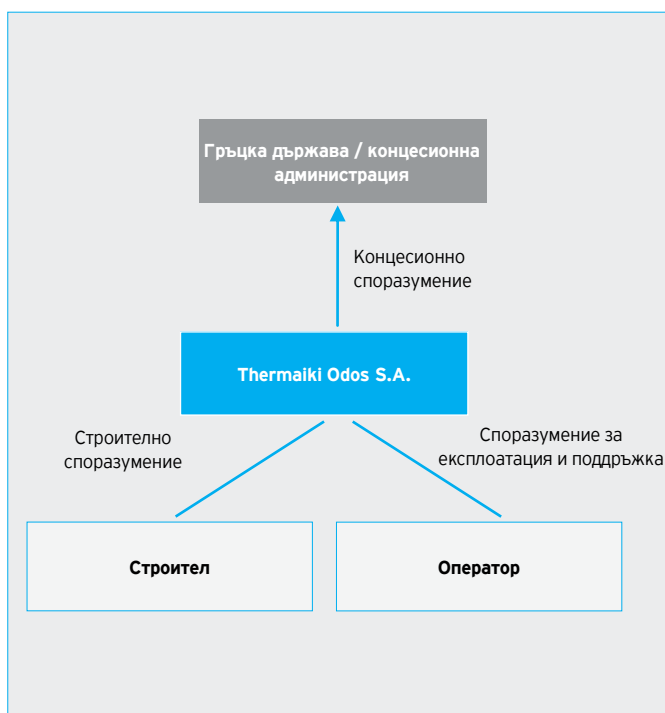 Гръцка държава / концесионна
администрация
Концесионно
споразумение
Thermaiki Odos S.A.
Строително
споразумение
Споразумение за
експлоатация и поддръжка
Строител
Оператор